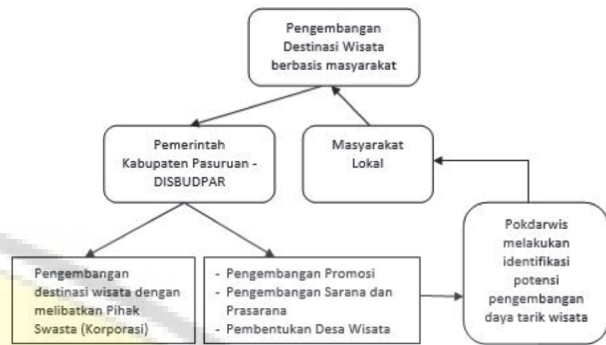 Pengembangan
Destinasi Wisata
berbasis masyarakat
Pemerintah
Kabupaten Pasuruan -
DISBUDPAR
Masyarakat
Lokal
Pengembangan
destinasi wisata dengan
melibatkan Pihak
Swasta (Korporasi)
- Pengembangan Promosi
- Pengembangan Sarana dan
Prasarana
- Pembentukan Desa Wisata
Pokdarwis
melakukan
identifikasi
potensi
pengembangan
daya tarik wisata